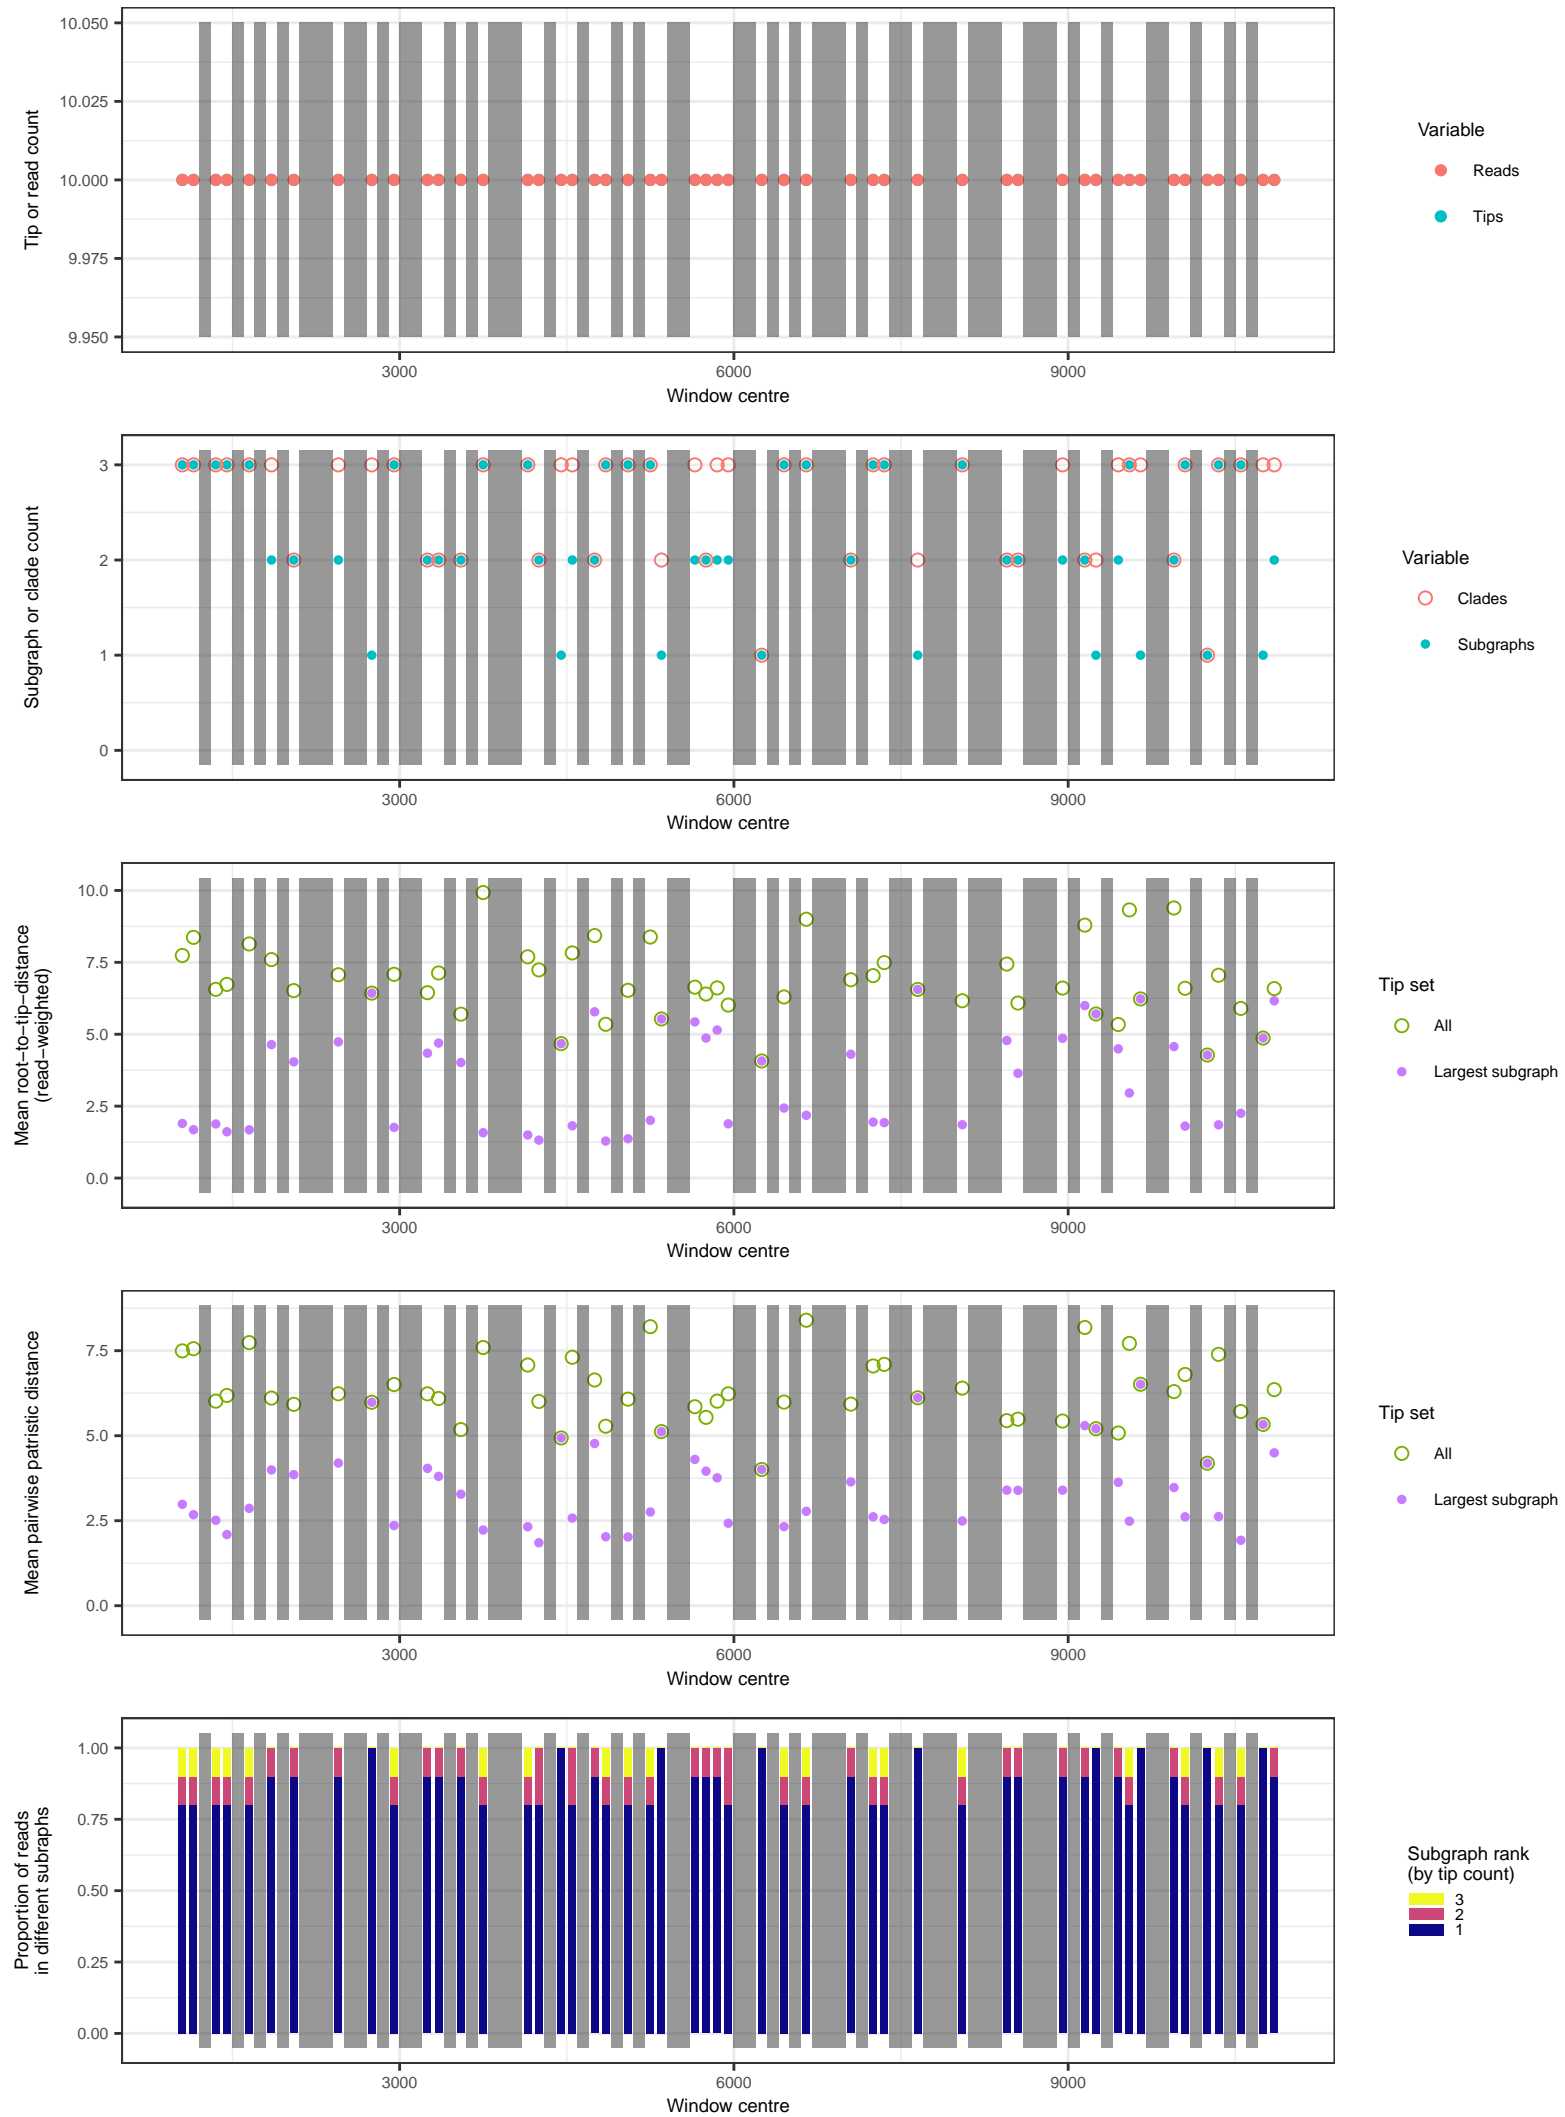 10.050
10.025
10.000
9.975
9.950
Tip or read count
3000 6000 9000
Window centre
Variable
Reads
Tips
3
2
1
0
Subgraph or clade count
3000 6000 9000
Window centre
Variable
Clades
Subgraphs
10.0
7.5
5.0
2.5
0.0
Mean root−to−tip−distance
(read−weighted)
3000 6000 9000
Window centre
Tip set
All
Largest subgraph
7.5
5.0
2.5
0.0
Mean pairwise patristic distance
3000 6000 9000
Window centre
Tip set
All
Largest subgraph
1.00
0.75
0.50
0.25
0.00
Proportion of reads
in different subraphs
3000 6000 9000
Window centre
Subgraph rank
(by tip count)
3
2
1